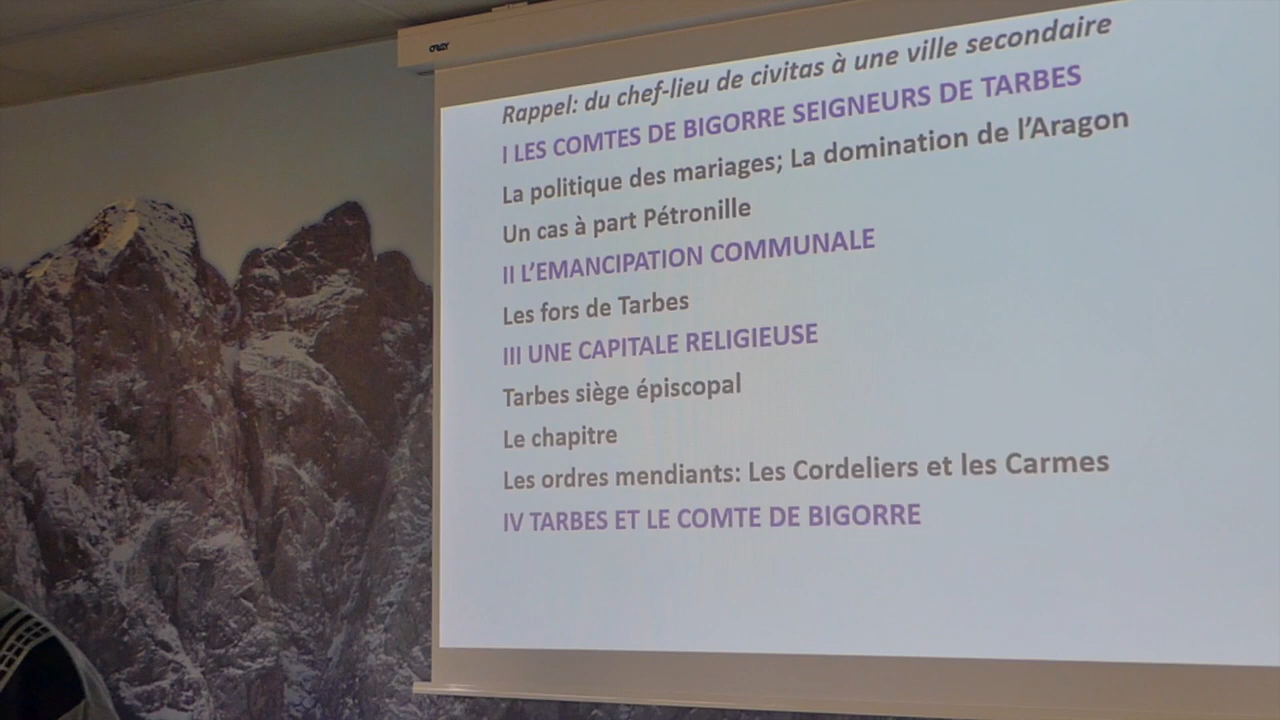 oray
Rappel: du chef-lieu de civitas à une ville secondaire
I LES COMTES DE BIGORRE SEIGNEURS DE TARBES
La politique des mariages; La domination de l’Aragon
Un cas à part Pétronille
II L’EMANCIPATION COMMUNALE
Les fors de Tarbes
III UNE CAPITALE RELIGIEUSE
Tarbes siège épiscopal
Le chapitre
Les ordres mendiants: Les Cordeliers et les Carmes
IV TARBES ET LE COMTE DE BIGORRE